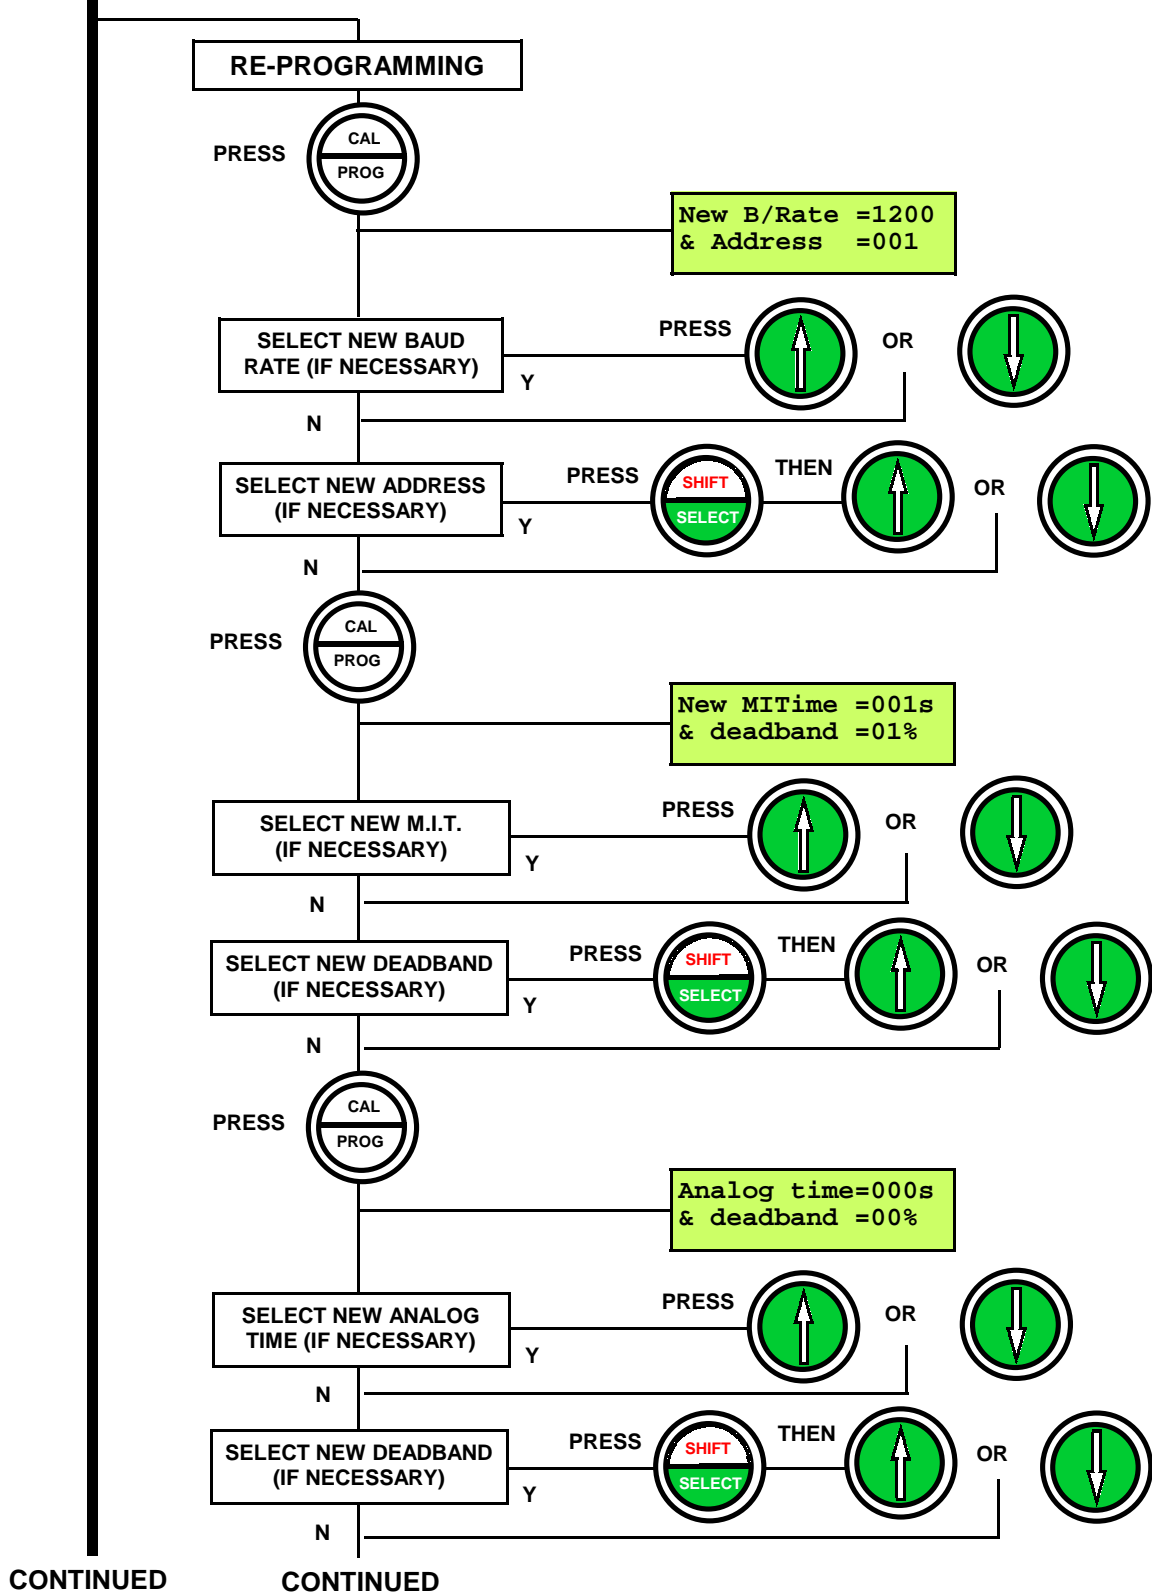 RE-PROGRAMMING
PRESS
CAL
PROG
New B/Rate =1200
& Address  =001
SELECT NEW BAUD
RATE (IF NECESSARY)
Y
PRESS
OR
N
SELECT NEW ADDRESS
(IF NECESSARY)
Y
PRESS
SHIFT
SELECT
THEN
OR
N
PRESS
CAL
PROG
New MITime =001s
& deadband =01%
SELECT NEW M.I.T.
(IF NECESSARY)
Y
PRESS
OR
N
SELECT NEW DEADBAND
(IF NECESSARY)
Y
PRESS
SHIFT
SELECT
THEN
OR
N
PRESS
CAL
PROG
Analog time=000s
& deadband =00%
SELECT NEW ANALOG
TIME (IF NECESSARY)
Y
PRESS
OR
N
SELECT NEW DEADBAND
(IF NECESSARY)
Y
PRESS
SHIFT
SELECT
THEN
OR
N
CONTINUED
CONTINUED